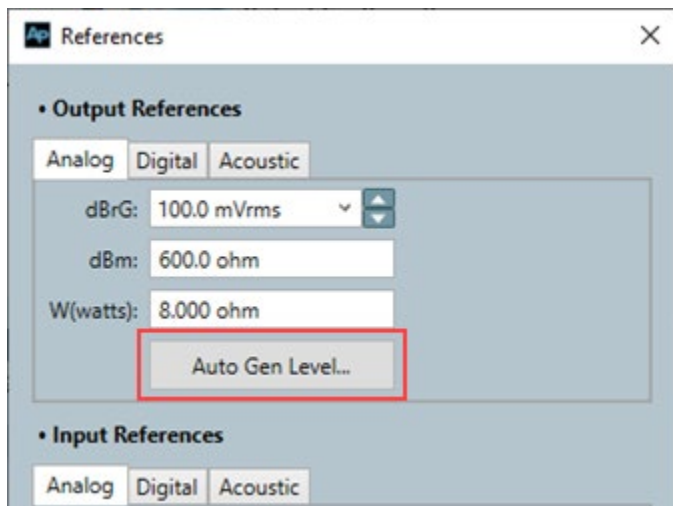 Ap References
• Output References
Analog Digital Acoustic
dBrG: 100.0 mVrms
dBm: 600.0 ohm
W(watts): 8.000 ohm
Auto Gen Level...
• Input References
Analog Digital Acoustic